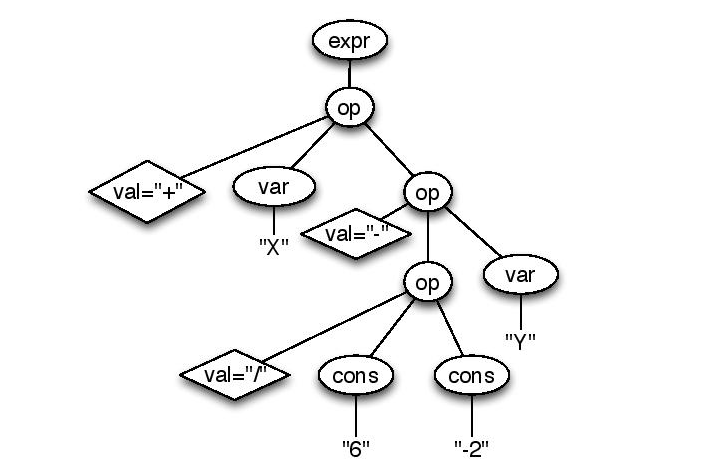 expr
op
val="+"
var
op
"X"
val="-"
op
var
"Y"
val="/"
cons
cons
"6"
"-2"